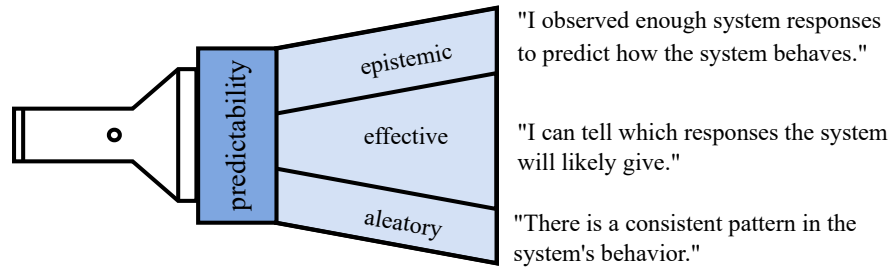 predictability
epistemic
"I observed enough system responses
to predict how the system behaves."
effective
"I can tell which responses the system
will likely give."
aleatory
"There is a consistent pattern in the
system's behavior."